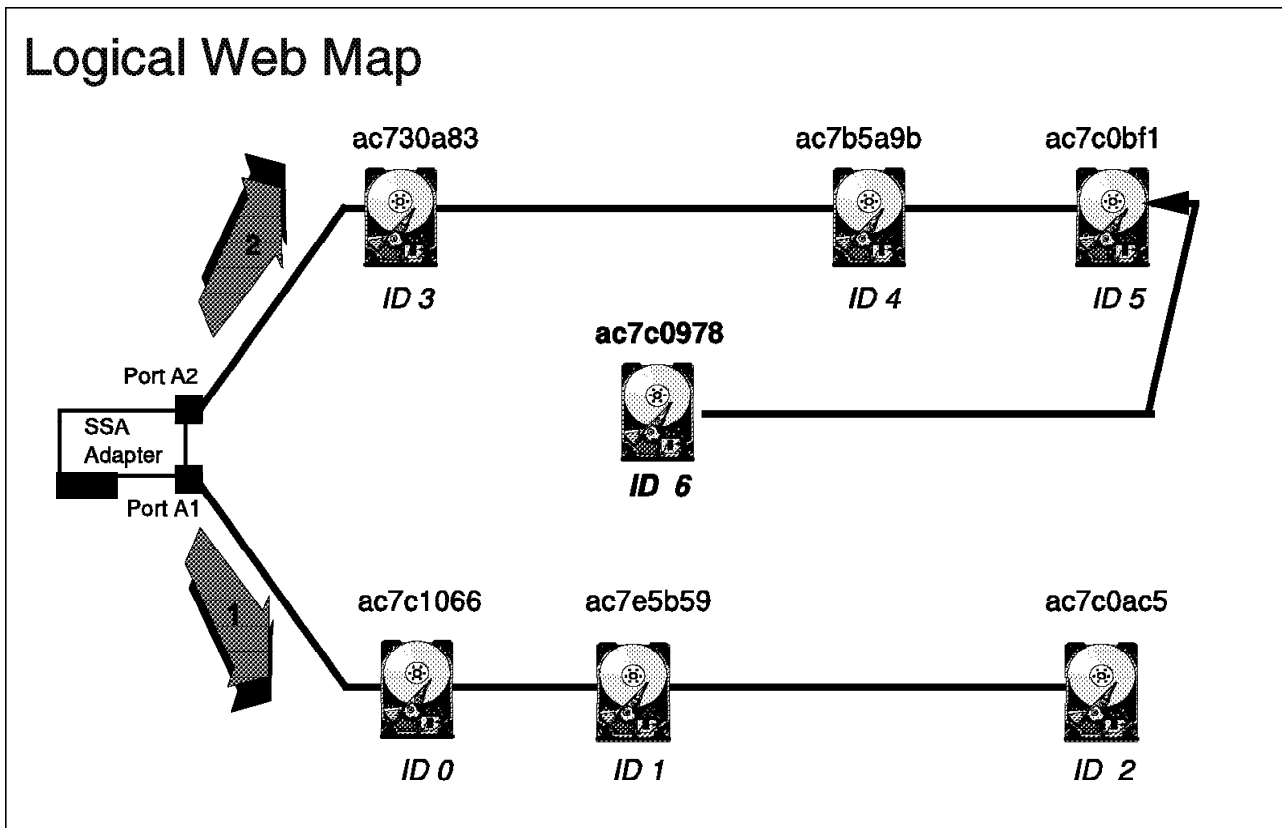 Logical Web Map
ac730a83
ac7b5a9b
ac7c0bf1
2
ID 3
ID 4
ID 5
ac7c0978
Port A2
SSA
Adapter
ID 6
Port A1
1
ac7c1066
ac7e5b59
ac7c0ac5
ID 0
ID 1
ID 2